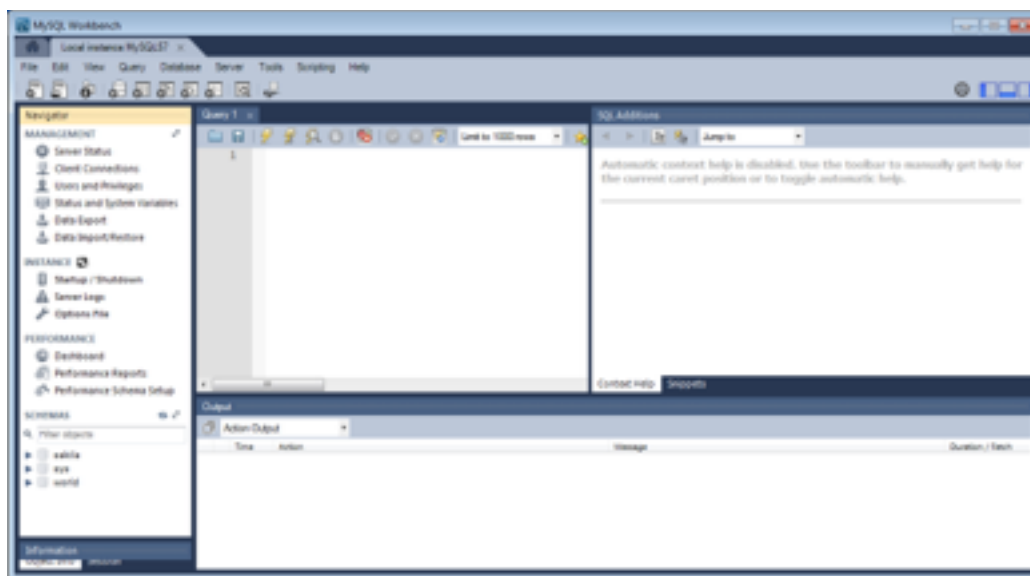 MySQL Workbench
Local instance MySQL57 ×
File Edit View Query Database Server Tools Scripting Help
Navigator
MANAGEMENT
Server Status
Client Connections
Users and Privileges
Status and System Variables
Data Export
Data Import/Restore
INSTANCE
Startup / Shutdown
Server Logs
Options File
PERFORMANCE
Dashboard
Performance Reports
Performance Schema Setup
SCHEMAS
Filter objects
sakila
sys
world
Information
Query 1 ×
Limit to 1000 rows
1
SQL Additions
Jump to
Automatic context help is disabled. Use the toolbar to manually get help for
the current caret position or to toggle automatic help.
Context Help Snippets
Output
Action Output
Time Action Message Duration / Fetch